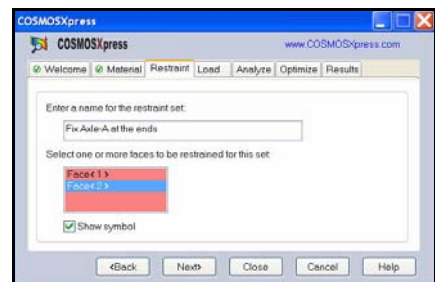 COSMOSXpress
COSMOSXpress www.COSMOSXpress.com
Welcome Material Restraint Load Analyze Optimize Results
Enter a name for the restraint set:
Fix Axle-A at the ends
Select one or more faces to be restrained for this set:
Face<1>
Face<2>
Show symbol
<Back Next> Close Cancel Help